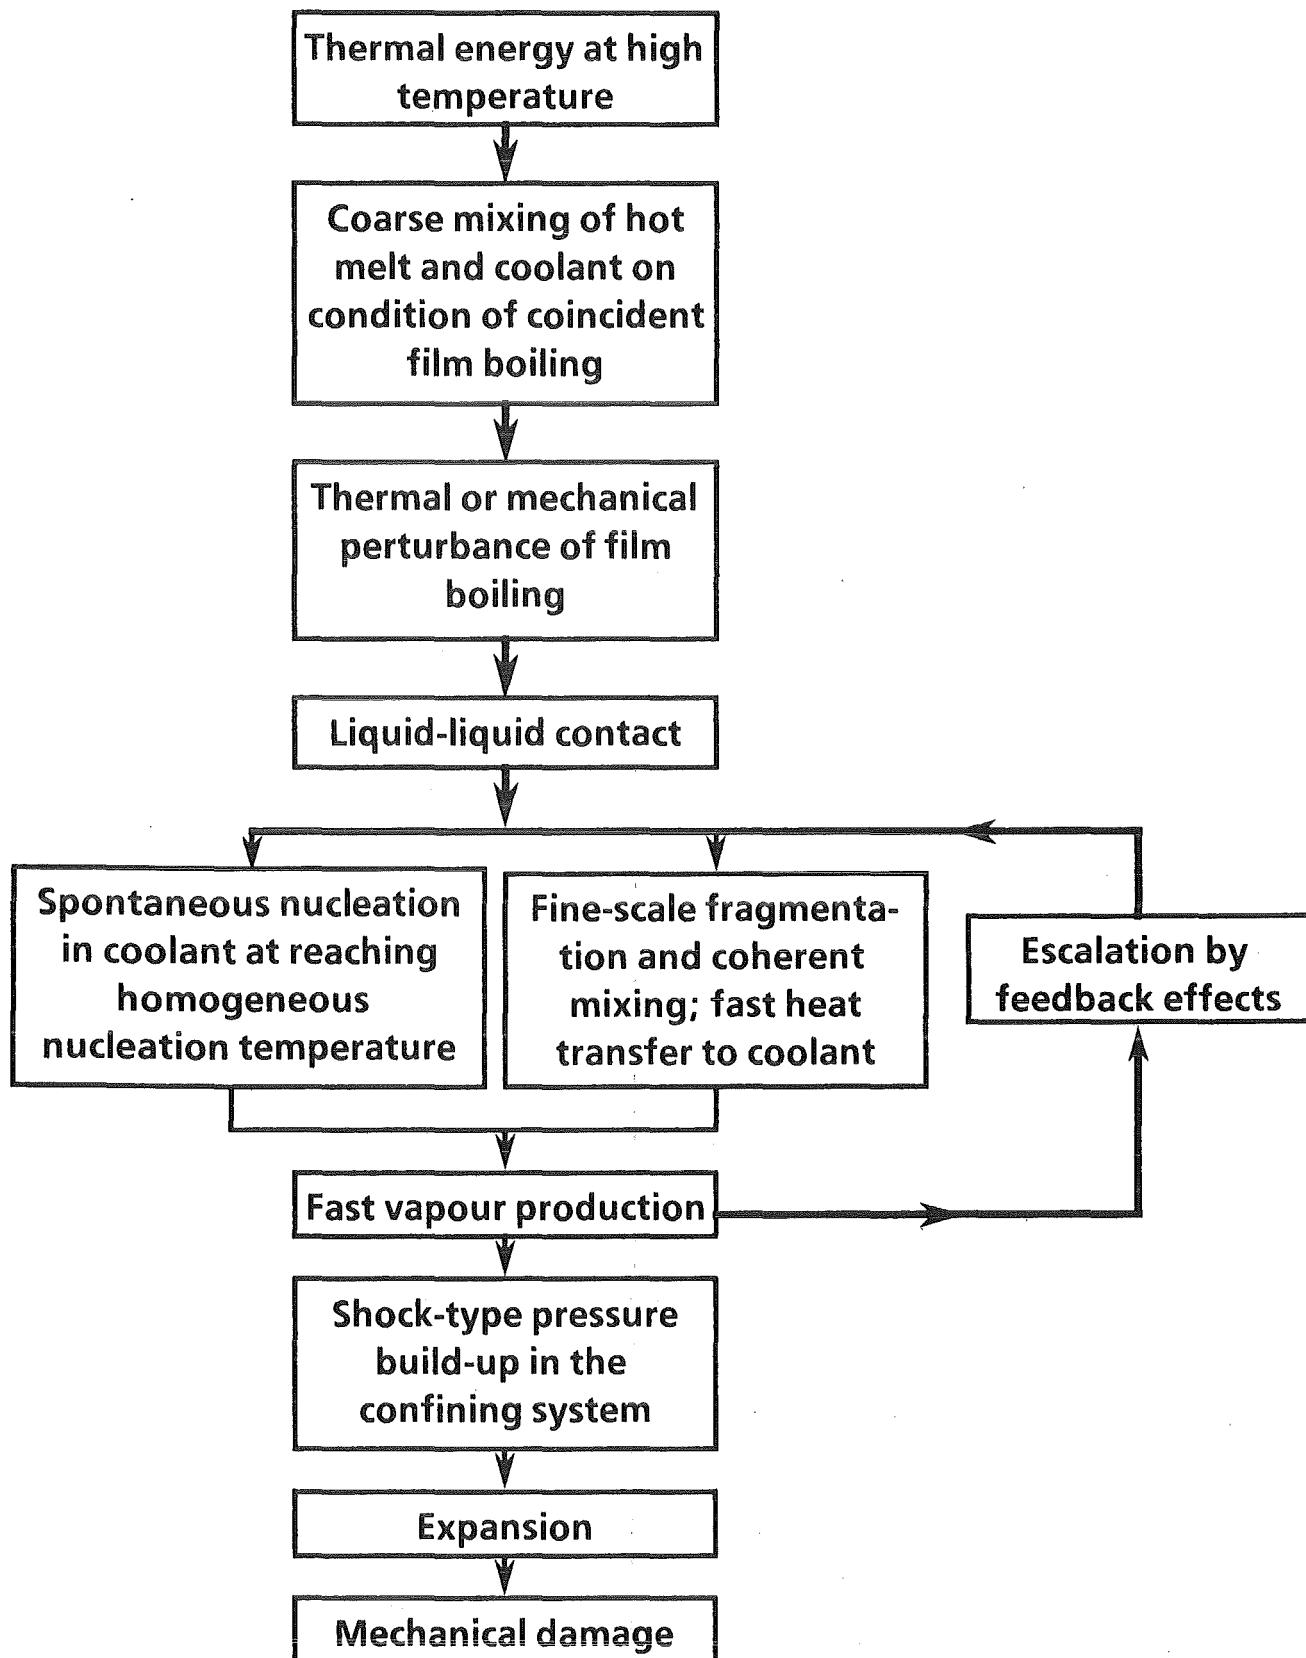 Thermal energy at high
temperature
Coarse mixing of hot
melt and coolant on
condition of coincident
film boiling
Thermal or mechanical
perturbance of film
boiling
Liquid-liquid contact
Spontaneous nucleation
in coolant at reaching
homogeneous
nucleation temperature
Fine-scale fragmenta-
tion and coherent
mixing; fast heat
transfer to coolant
Escalation by
feedback effects
Fast vapour production
Shock-type pressure
build-up in the
confining system
Expansion
Mechanical damage